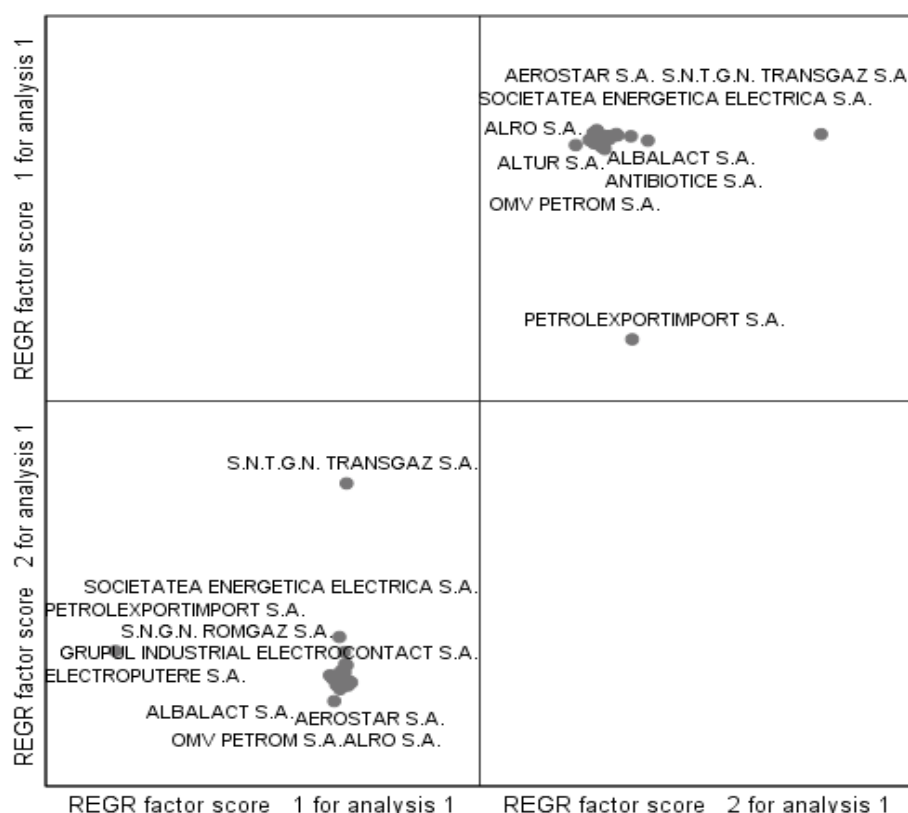 REGR factor score 1 for analysis 1
AEROSTAR S.A. S.N.T.G.N. TRANSGAZ S.A.
SOCIETATEA ENERGETICA ELECTRICA S.A.
ALRO S.A.
ALTUR S.A. ALBALACT S.A.
ANTIBIOTICE S.A.
OMV PETROM S.A.
PETROLEXPORTIMPORT S.A.
REGR factor score 2 for analysis 1
S.N.T.G.N. TRANSGAZ S.A.
SOCIETATEA ENERGETICA ELECTRICA S.A.
PETROLEXPORTIMPORT S.A.
S.N.G.N. ROMGAZ S.A.
GRUPUL INDUSTRIAL ELECTROCONTACT S.A.
ELECTROPUTERE S.A.
ALBALACT S.A. AEROSTAR S.A.
OMV PETROM S.A. ALRO S.A.
REGR factor score 1 for analysis 1 REGR factor score 2 for analysis 1